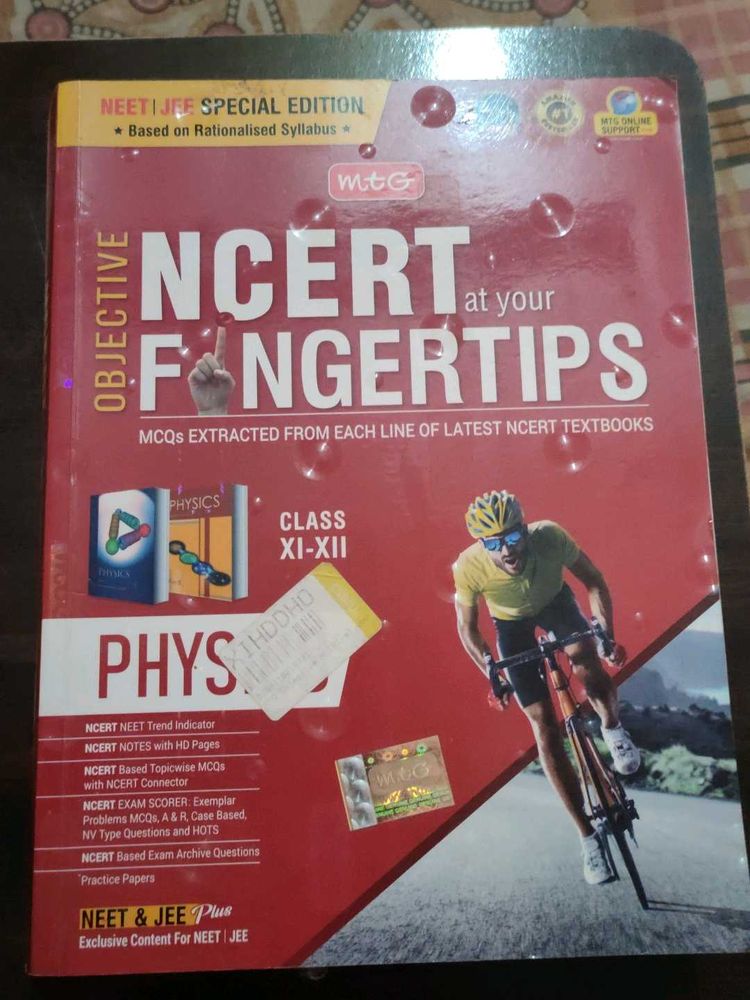 NEET | JEE SPECIAL EDITION
★ Based on Rationalised Syllabus ★
#1
MTG ONLINE
SUPPORT
mtG
OBJECTIVE
NCERT at your
FINGERTIPS
MCQs EXTRACTED FROM EACH LINE OF LATEST NCERT TEXTBOOKS
PHYSICS
PHYSICS
CLASS
XI-XII
XIHDDHD
PHYS
NCERT NEET Trend Indicator
NCERT NOTES with HD Pages
NCERT Based Topicwise MCQs
with NCERT Connector
NCERT EXAM SCORER: Exemplar
Problems MCQs, A & R, Case Based,
NV Type Questions and HOTS
NCERT Based Exam Archive Questions
Practice Papers
mtG
NEET & JEE Plus
Exclusive Content For NEET | JEE